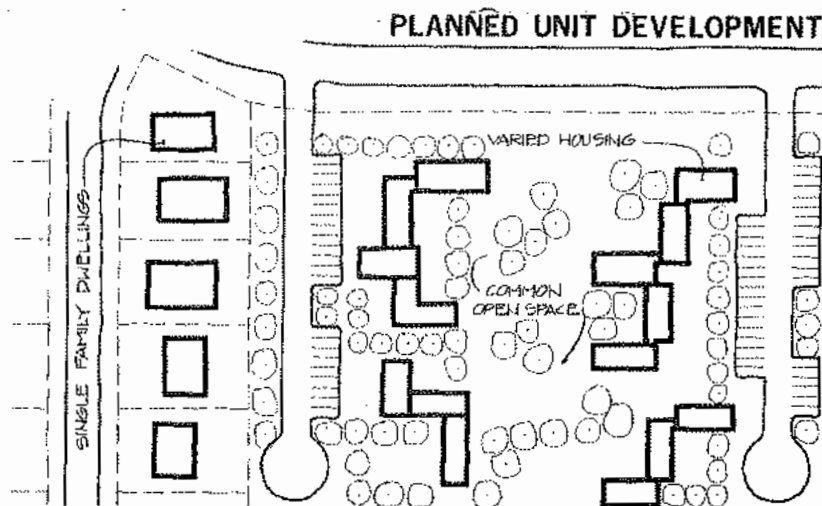 PLANNED UNIT DEVELOPMENT
VARIED HOUSING
SINGLE FAMILY DWELLINGS
COMMON
OPEN SPACE